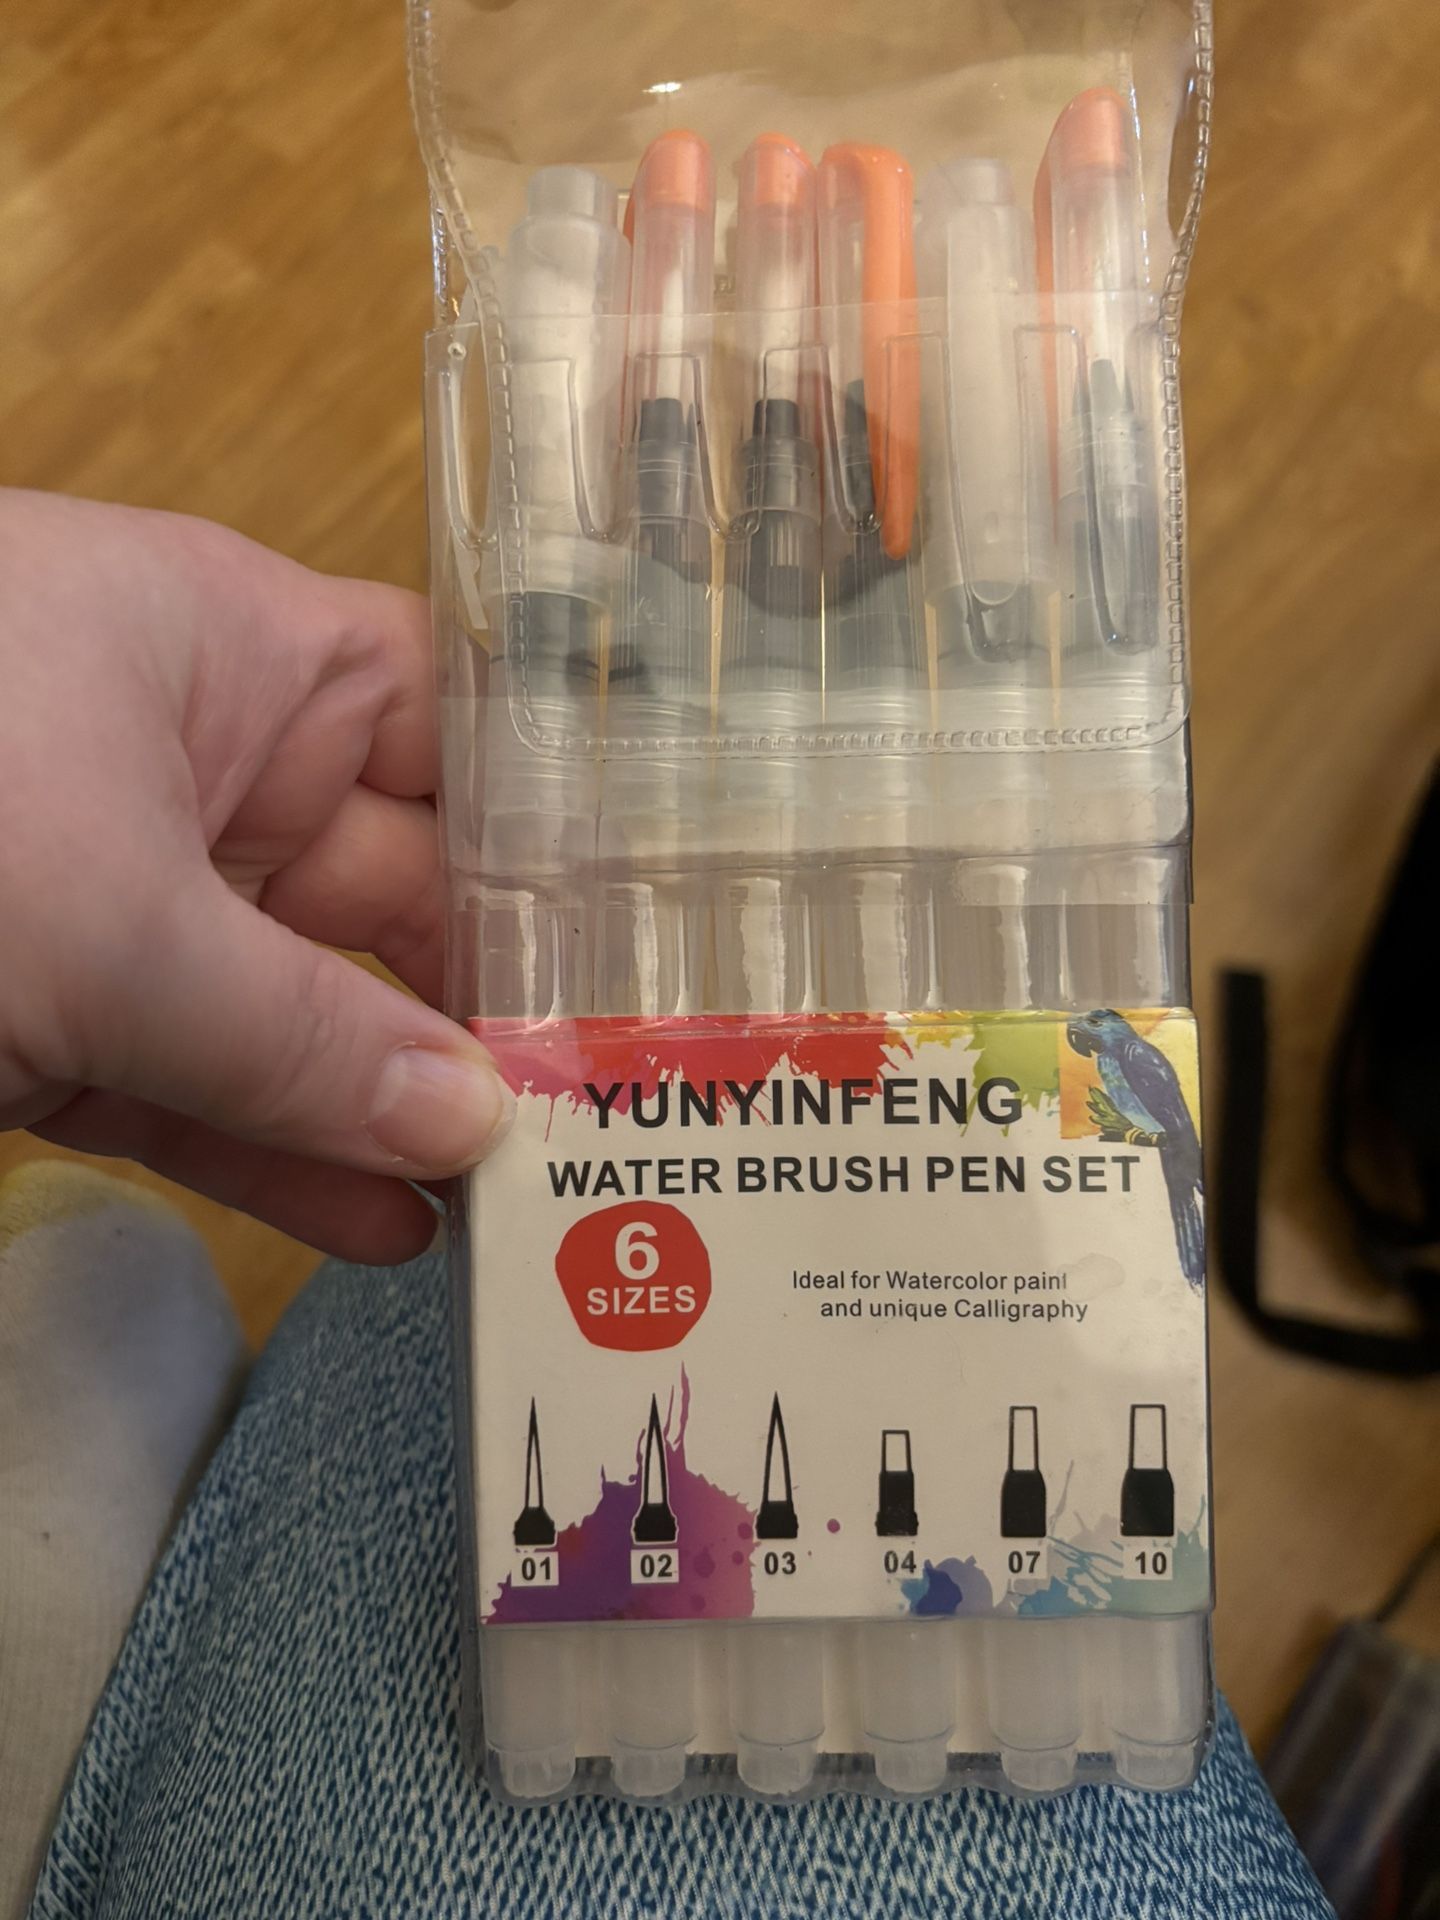 YUNYINFENG
WATER BRUSH PEN SET
6
SIZES
Ideal for Watercolor paint
and unique Calligraphy
01 02 03 04 07 10